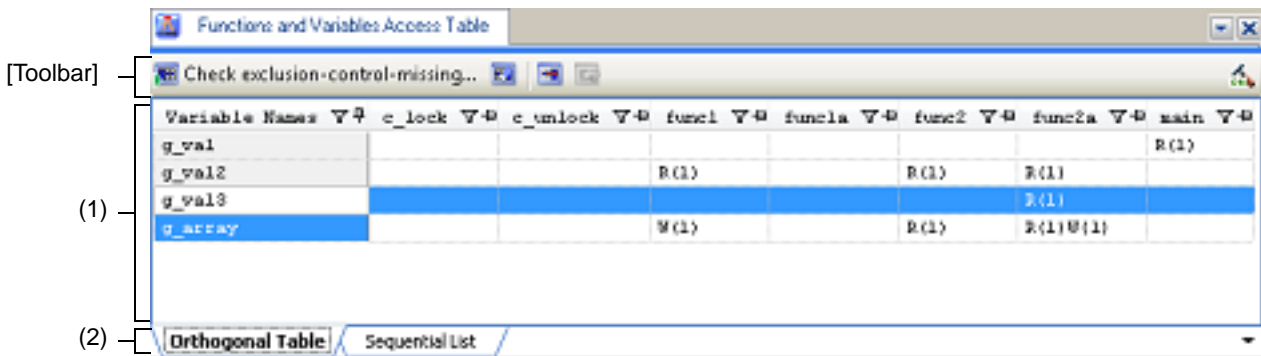 Functions and Variables Access Table
[Toolbar]
Check exclusion-control-missing...
Variable Names c_lock c_unlock func1 func1a func2 func2a main
g_val R(1)
g_val2 R(1) R(1) R(1)
(1)
g_val3 R(1)
g_array W(1) R(1) R(1)W(1)
(2)
Orthogonal Table Sequential List